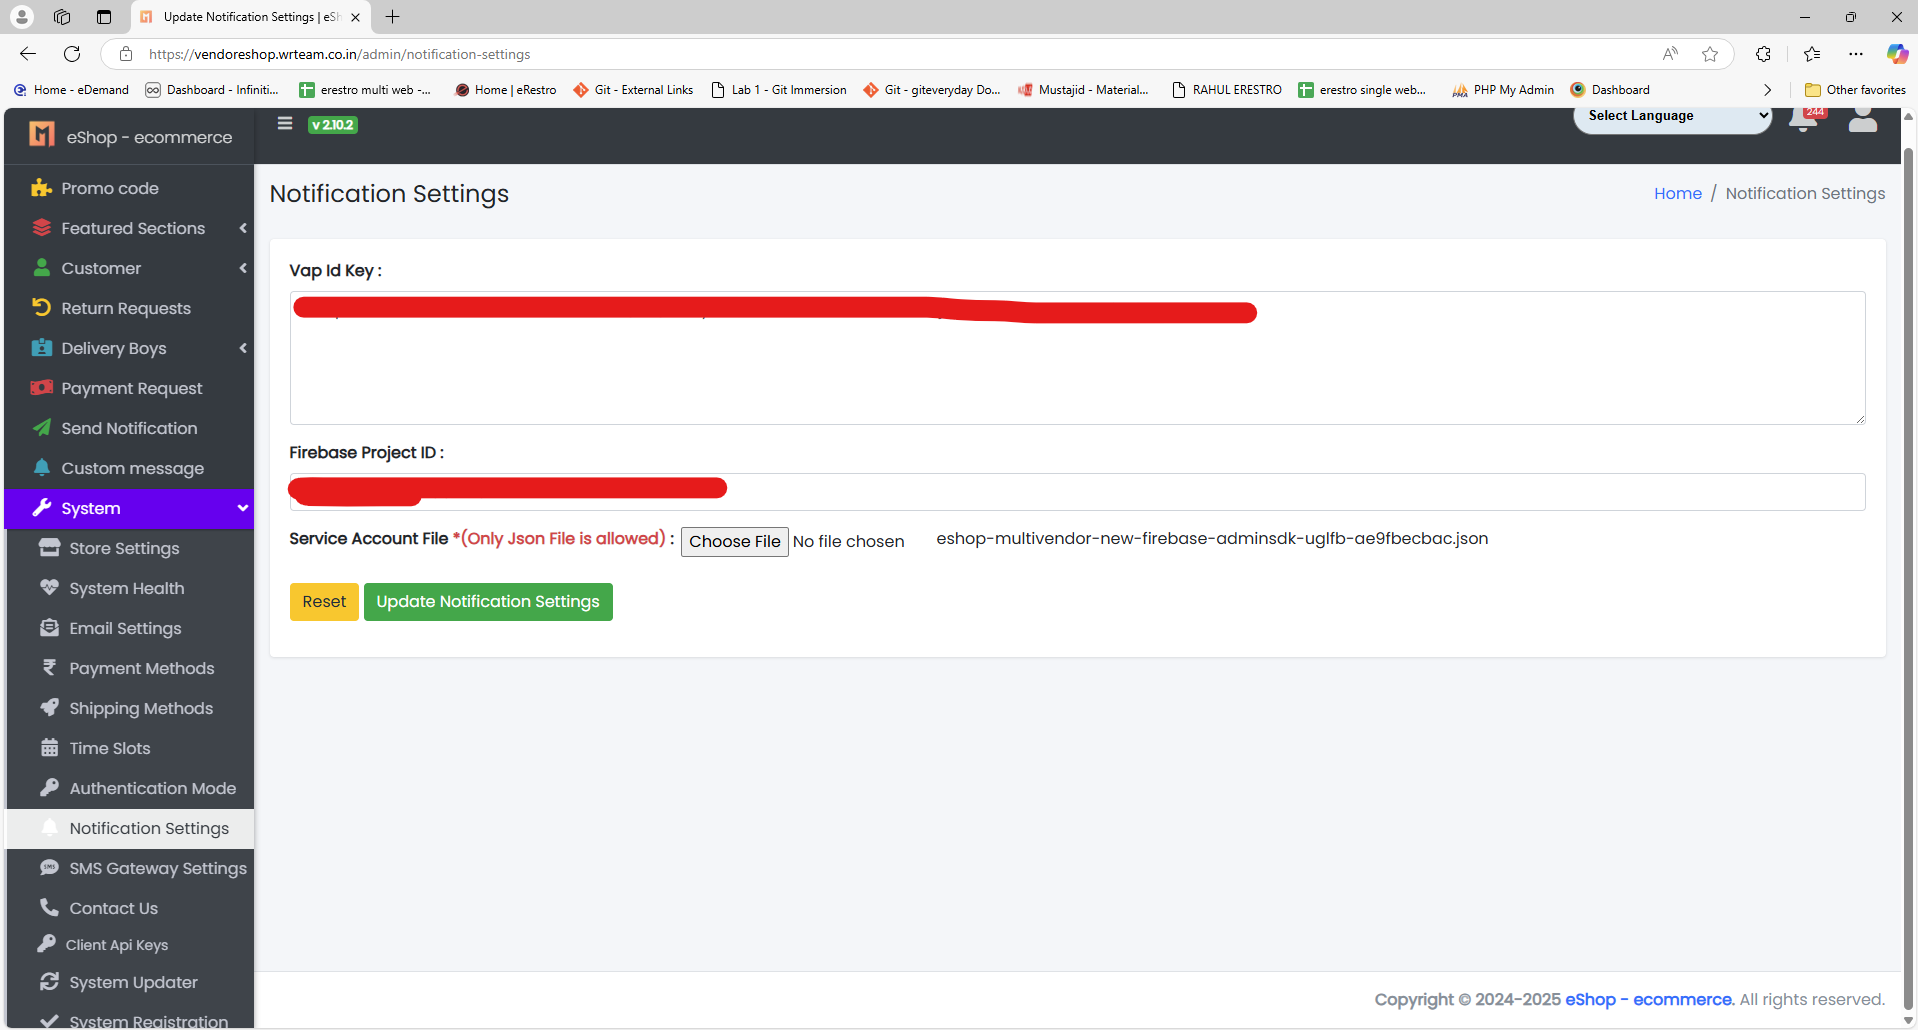 Update Notification Settings | eSh
https://vendoreshop.wrteam.co.in/admin/notification-settings
Home - eDemand Dashboard - Infiniti... erestro multi web -... Home | eRestro Git - External Links Lab 1 - Git Immersion Git - giteveryday Do... Mustajid - Material... RAHUL ERESTRO erestro single web... PHP My Admin Dashboard Other favorites
eShop - ecommerce
v 2.10.2
Select Language
244
Promo code
Featured Sections
Customer
Return Requests
Delivery Boys
Payment Request
Send Notification
Custom message
System
Store Settings
System Health
Email Settings
Payment Methods
Shipping Methods
Time Slots
Authentication Mode
Notification Settings
SMS Gateway Settings
Contact Us
Client Api Keys
System Updater
System Registration
Notification Settings
Home / Notification Settings
Vap Id Key :
Firebase Project ID :
Service Account File *(Only Json File is allowed) : Choose File No file chosen eshop-multivendor-new-firebase-adminsdk-uglfb-ae9fbecbac.json
Reset Update Notification Settings
Copyright © 2024-2025 eShop - ecommerce. All rights reserved.